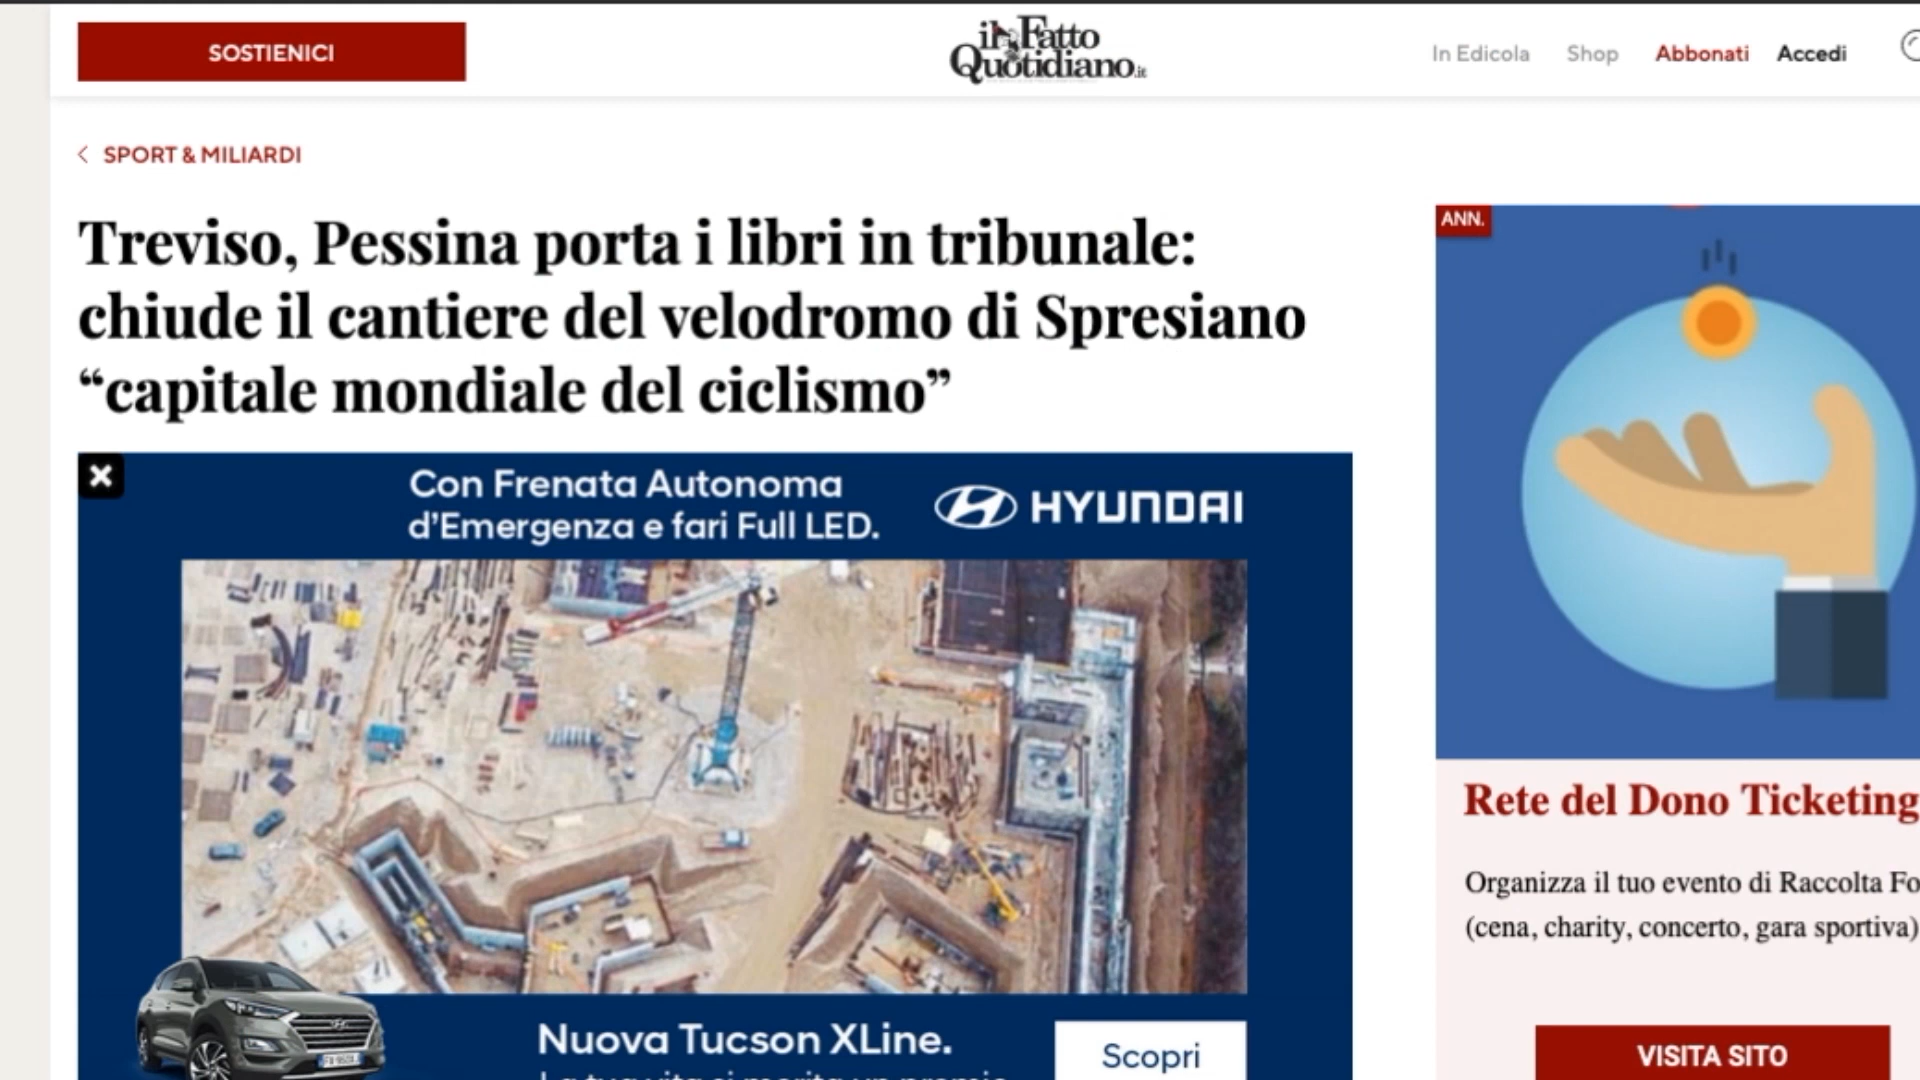 SOSTIENICI
il Fatto
Quotidiano.it
In Edicola
Shop
Abbonati
Accedi
SPORT & MILIARDI
Treviso, Pessina porta i libri in tribunale:
chiude il cantiere del velodromo di Spresiano
“capitale mondiale del ciclismo”
Con Frenata Autonoma
d’Emergenza e fari Full LED.
HYUNDAI
Nuova Tucson XLine.
Scopri
ANN.
Rete del Dono Ticketing
Organizza il tuo evento di Raccolta Fo
(cena, charity, concerto, gara sportiva)
VISITA SITO